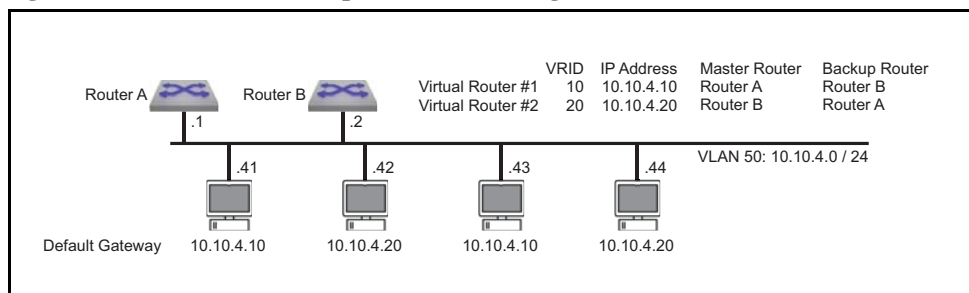 VRID IP Address Master Router Backup Router
Virtual Router #1 10 10.10.4.10 Router A Router B
Virtual Router #2 20 10.10.4.20 Router B Router A
Router A Router B
.1 .2
VLAN 50: 10.10.4.0 / 24
.41 .42 .43 .44
Default Gateway 10.10.4.10 10.10.4.20 10.10.4.10 10.10.4.20